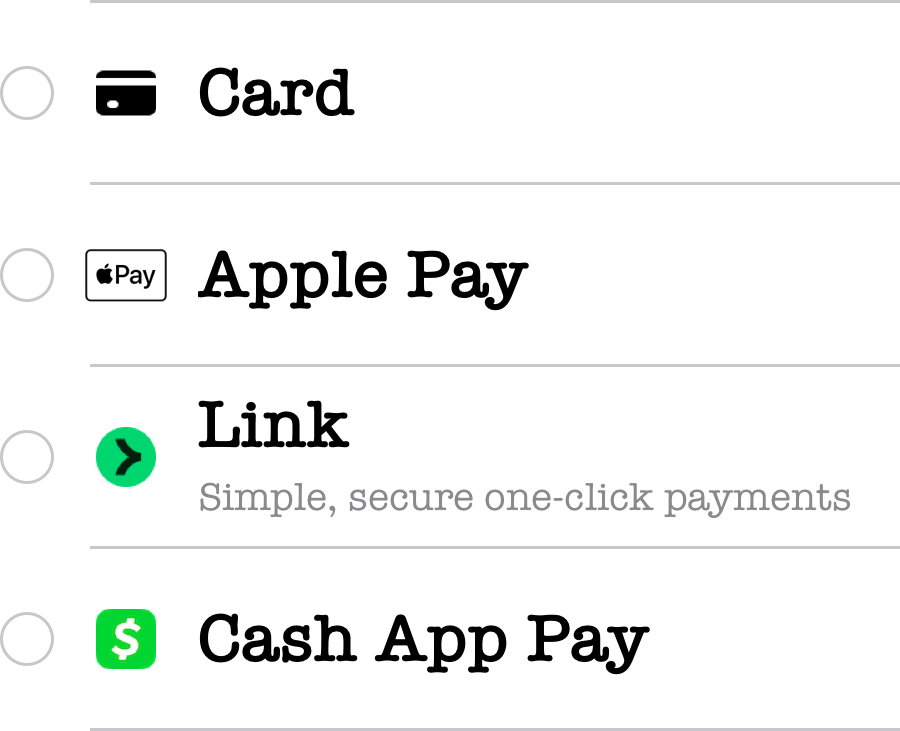 Card
Pay Apple Pay
Link
Simple, secure one-click payments
$ Cash App Pay